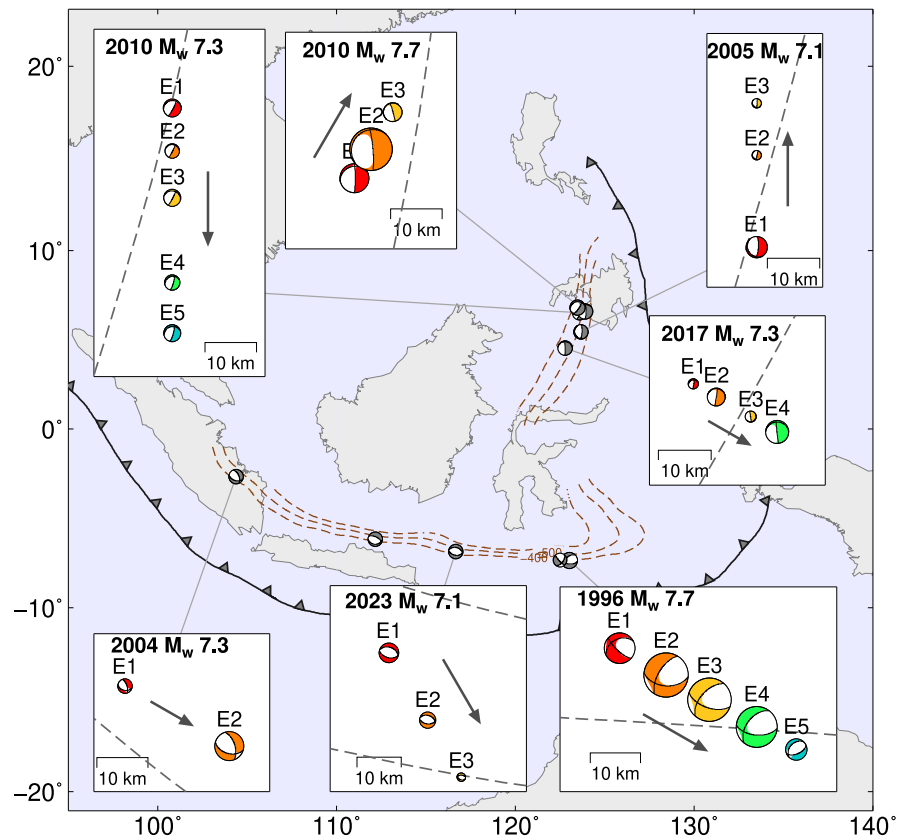 2010 Mw 7.3
E1
E2
E3
E4
E5
10 km
2010 Mw 7.7
E3
E2
E
10 km
2005 Mw 7.1
E3
E2
E1
10 km
2017 Mw 7.3
E1
E2
E3
E4
10 km
2004 Mw 7.3
E1
E2
10 km
2023 Mw 7.1
E1
E2
E3
10 km
1996 Mw 7.7
E1
E2
E3
E4
E5
10 km
400
500
20˚
10˚
0˚
−10˚
−20˚
100˚
110˚
120˚
130˚
140˚